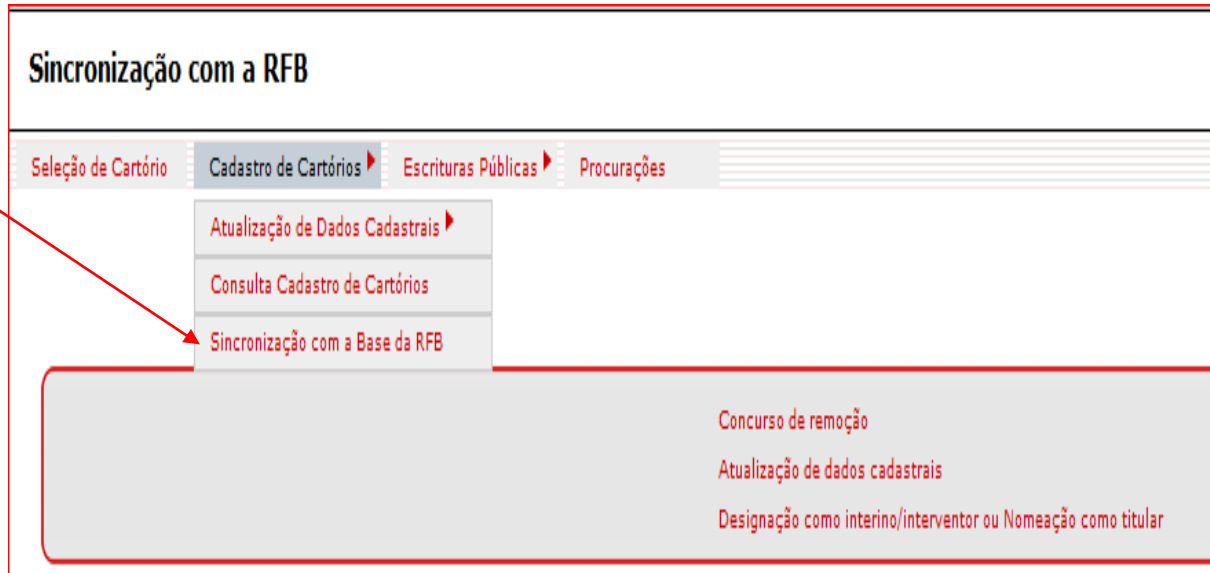 Sincronização com a RFB
Seleção de Cartório Cadastro de Cartórios Escrituras Públicas Procurações
Atualização de Dados Cadastrais
Consulta Cadastro de Cartórios
Sincronização com a Base da RFB
Concurso de remoção
Atualização de dados cadastrais
Designação como interino/interventor ou Nomeação como titular